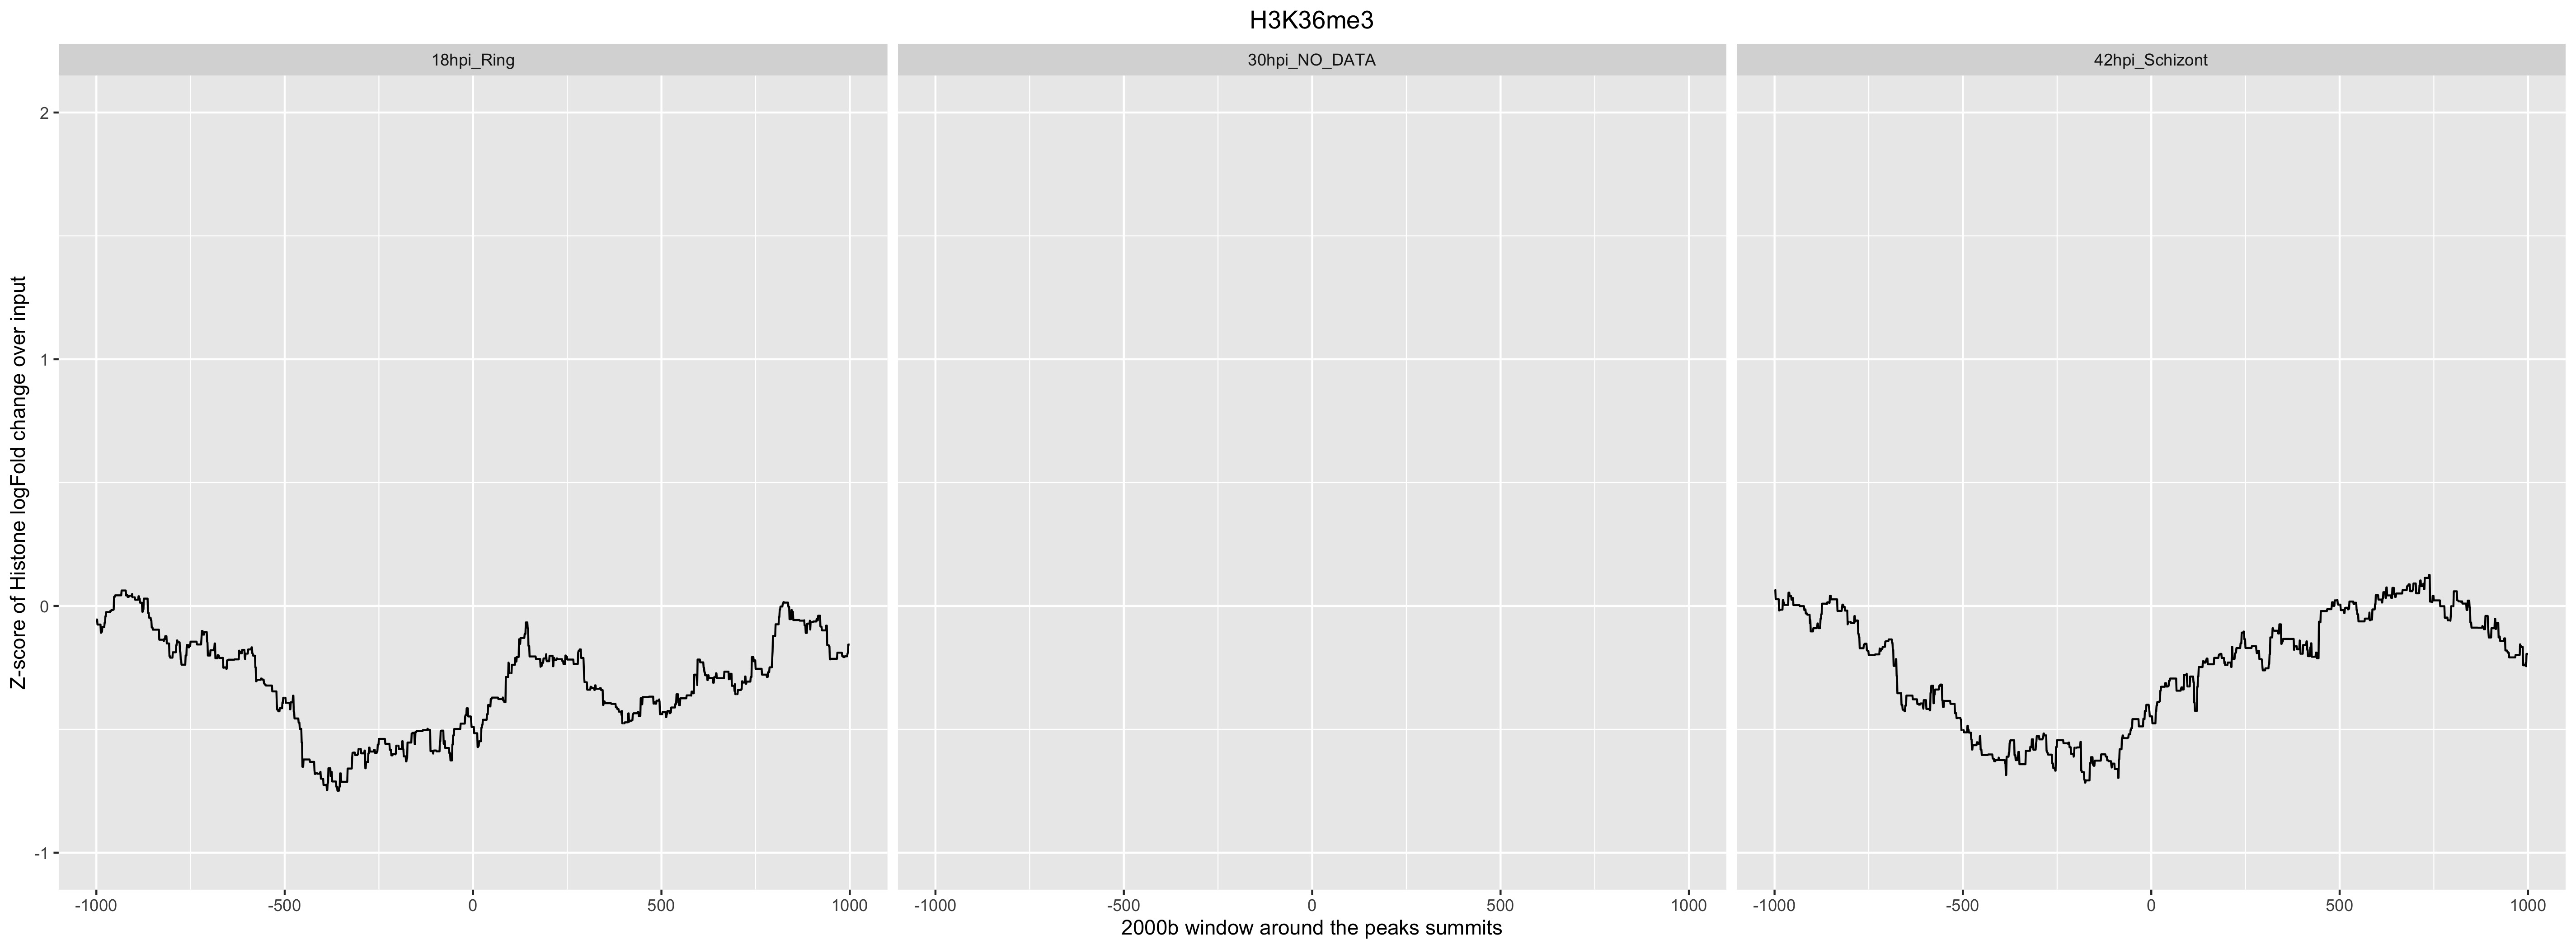 H3K36me3
18hpi_Ring
30hpi_NO_DATA
42hpi_Schizont
Z-score of Histone logFold change over input
2
1
0
-1
-1000 -500 0 500 1000
-1000 -500 0 500 1000
-1000 -500 0 500 1000
2000b window around the peaks summits